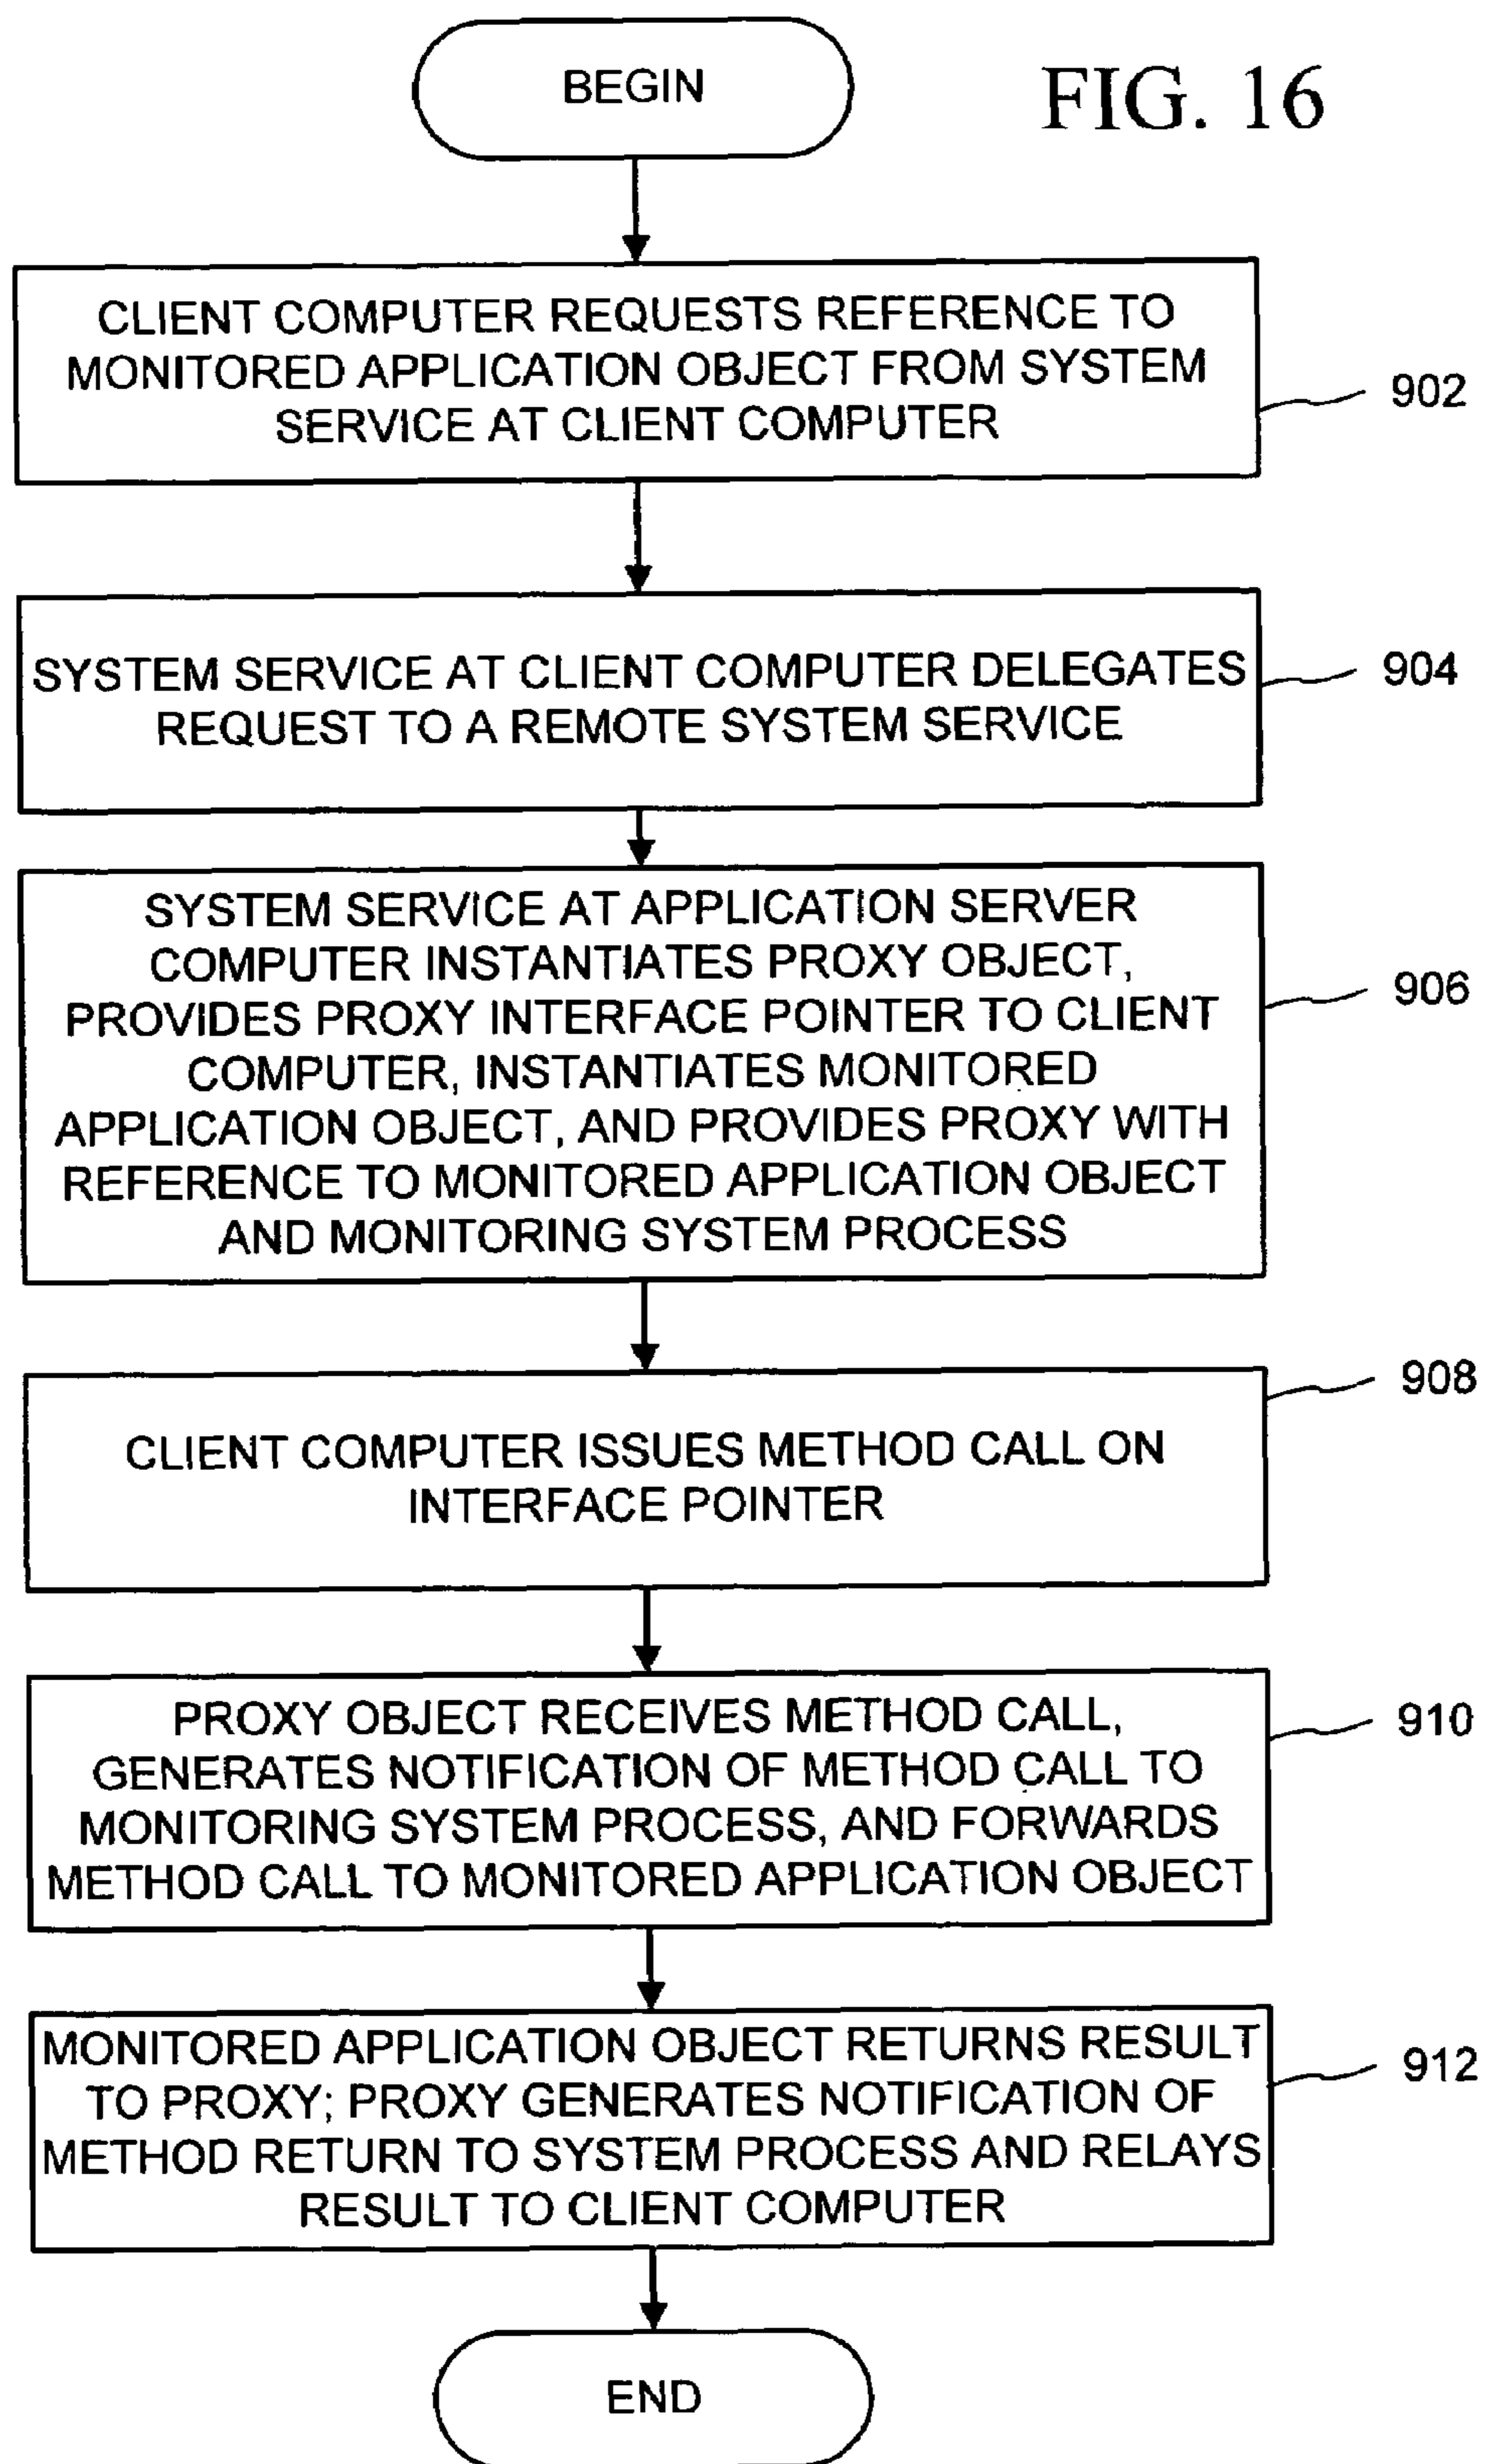 BEGIN
FIG. 16
CLIENT COMPUTER REQUESTS REFERENCE TO
MONITORED APPLICATION OBJECT FROM SYSTEM
SERVICE AT CLIENT COMPUTER
902
SYSTEM SERVICE AT CLIENT COMPUTER DELEGATES
REQUEST TO A REMOTE SYSTEM SERVICE
904
SYSTEM SERVICE AT APPLICATION SERVER
COMPUTER INSTANTIATES PROXY OBJECT,
PROVIDES PROXY INTERFACE POINTER TO CLIENT
COMPUTER, INSTANTIATES MONITORED
APPLICATION OBJECT, AND PROVIDES PROXY WITH
REFERENCE TO MONITORED APPLICATION OBJECT
AND MONITORING SYSTEM PROCESS
906
CLIENT COMPUTER ISSUES METHOD CALL ON
INTERFACE POINTER
908
PROXY OBJECT RECEIVES METHOD CALL,
GENERATES NOTIFICATION OF METHOD CALL TO
MONITORING SYSTEM PROCESS, AND FORWARDS
METHOD CALL TO MONITORED APPLICATION OBJECT
910
MONITORED APPLICATION OBJECT RETURNS RESULT
TO PROXY; PROXY GENERATES NOTIFICATION OF
METHOD RETURN TO SYSTEM PROCESS AND RELAYS
RESULT TO CLIENT COMPUTER
912
END